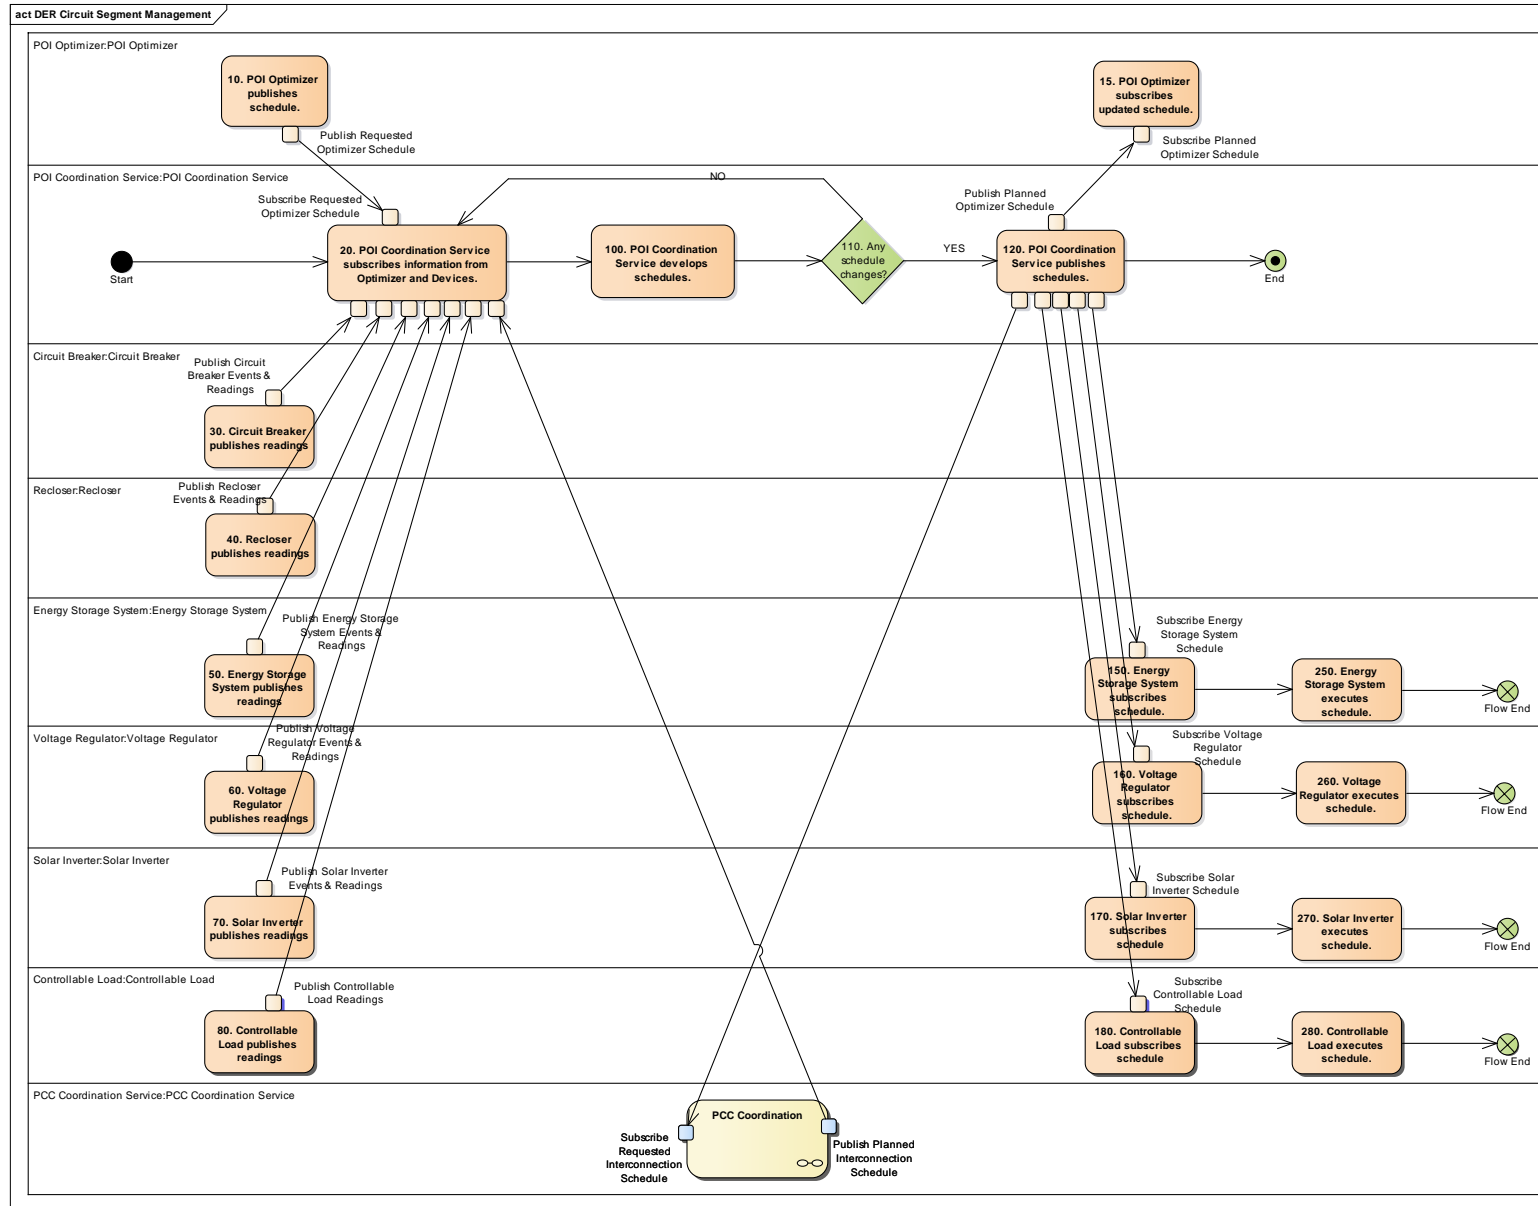 act DER Circuit Segment Management
POI Optimizer:POI Optimizer
10. POI Optimizer
publishes
schedule.
Publish Requested
Optimizer Schedule
15. POI Optimizer
subscribes
updated schedule.
Subscribe Planned
Optimizer Schedule
POI Coordination Service:POI Coordination Service
Subscribe Requested
Optimizer Schedule
NO
Publish Planned
Optimizer Schedule
Start
20. POI Coordination Service
subscribes information from
Optimizer and Devices.
100. POI Coordination
Service develops
schedules.
110. Any
schedule
changes?
YES
120. POI Coordination
Service publishes
schedules.
End
Circuit Breaker:Circuit Breaker
Publish Circuit
Breaker Events &
Readings
30. Circuit Breaker
publishes readings
Recloser:Recloser
Publish Recloser
Events & Readings
40. Recloser
publishes readings
Energy Storage System:Energy Storage System
Publish Energy Storage
System Events &
Readings
50. Energy Storage
System publishes
readings
Subscribe Energy
Storage System
Schedule
150. Energy
Storage System
subscribes
schedule.
250. Energy
Storage System
executes
schedule.
Flow End
Voltage Regulator:Voltage Regulator
Publish Voltage
Regulator Events &
Readings
60. Voltage
Regulator
publishes readings
Subscribe Voltage
Regulator
Schedule
160. Voltage
Regulator
subscribes
schedule.
260. Voltage
Regulator executes
schedule.
Flow End
Solar Inverter:Solar Inverter
Publish Solar Inverter
Events & Readings
70. Solar Inverter
publishes readings
Subscribe Solar
Inverter Schedule
170. Solar Inverter
subscribes
schedule
270. Solar Inverter
executes
schedule.
Flow End
Controllable Load:Controllable Load
Publish Controllable
Load Readings
80. Controllable
Load publishes
readings
Subscribe
Controllable Load
Schedule
180. Controllable
Load subscribes
schedule
280. Controllable
Load executes
schedule.
Flow End
PCC Coordination Service:PCC Coordination Service
PCC Coordination
Subscribe
Requested
Interconnection
Schedule
Publish Planned
Interconnection
Schedule